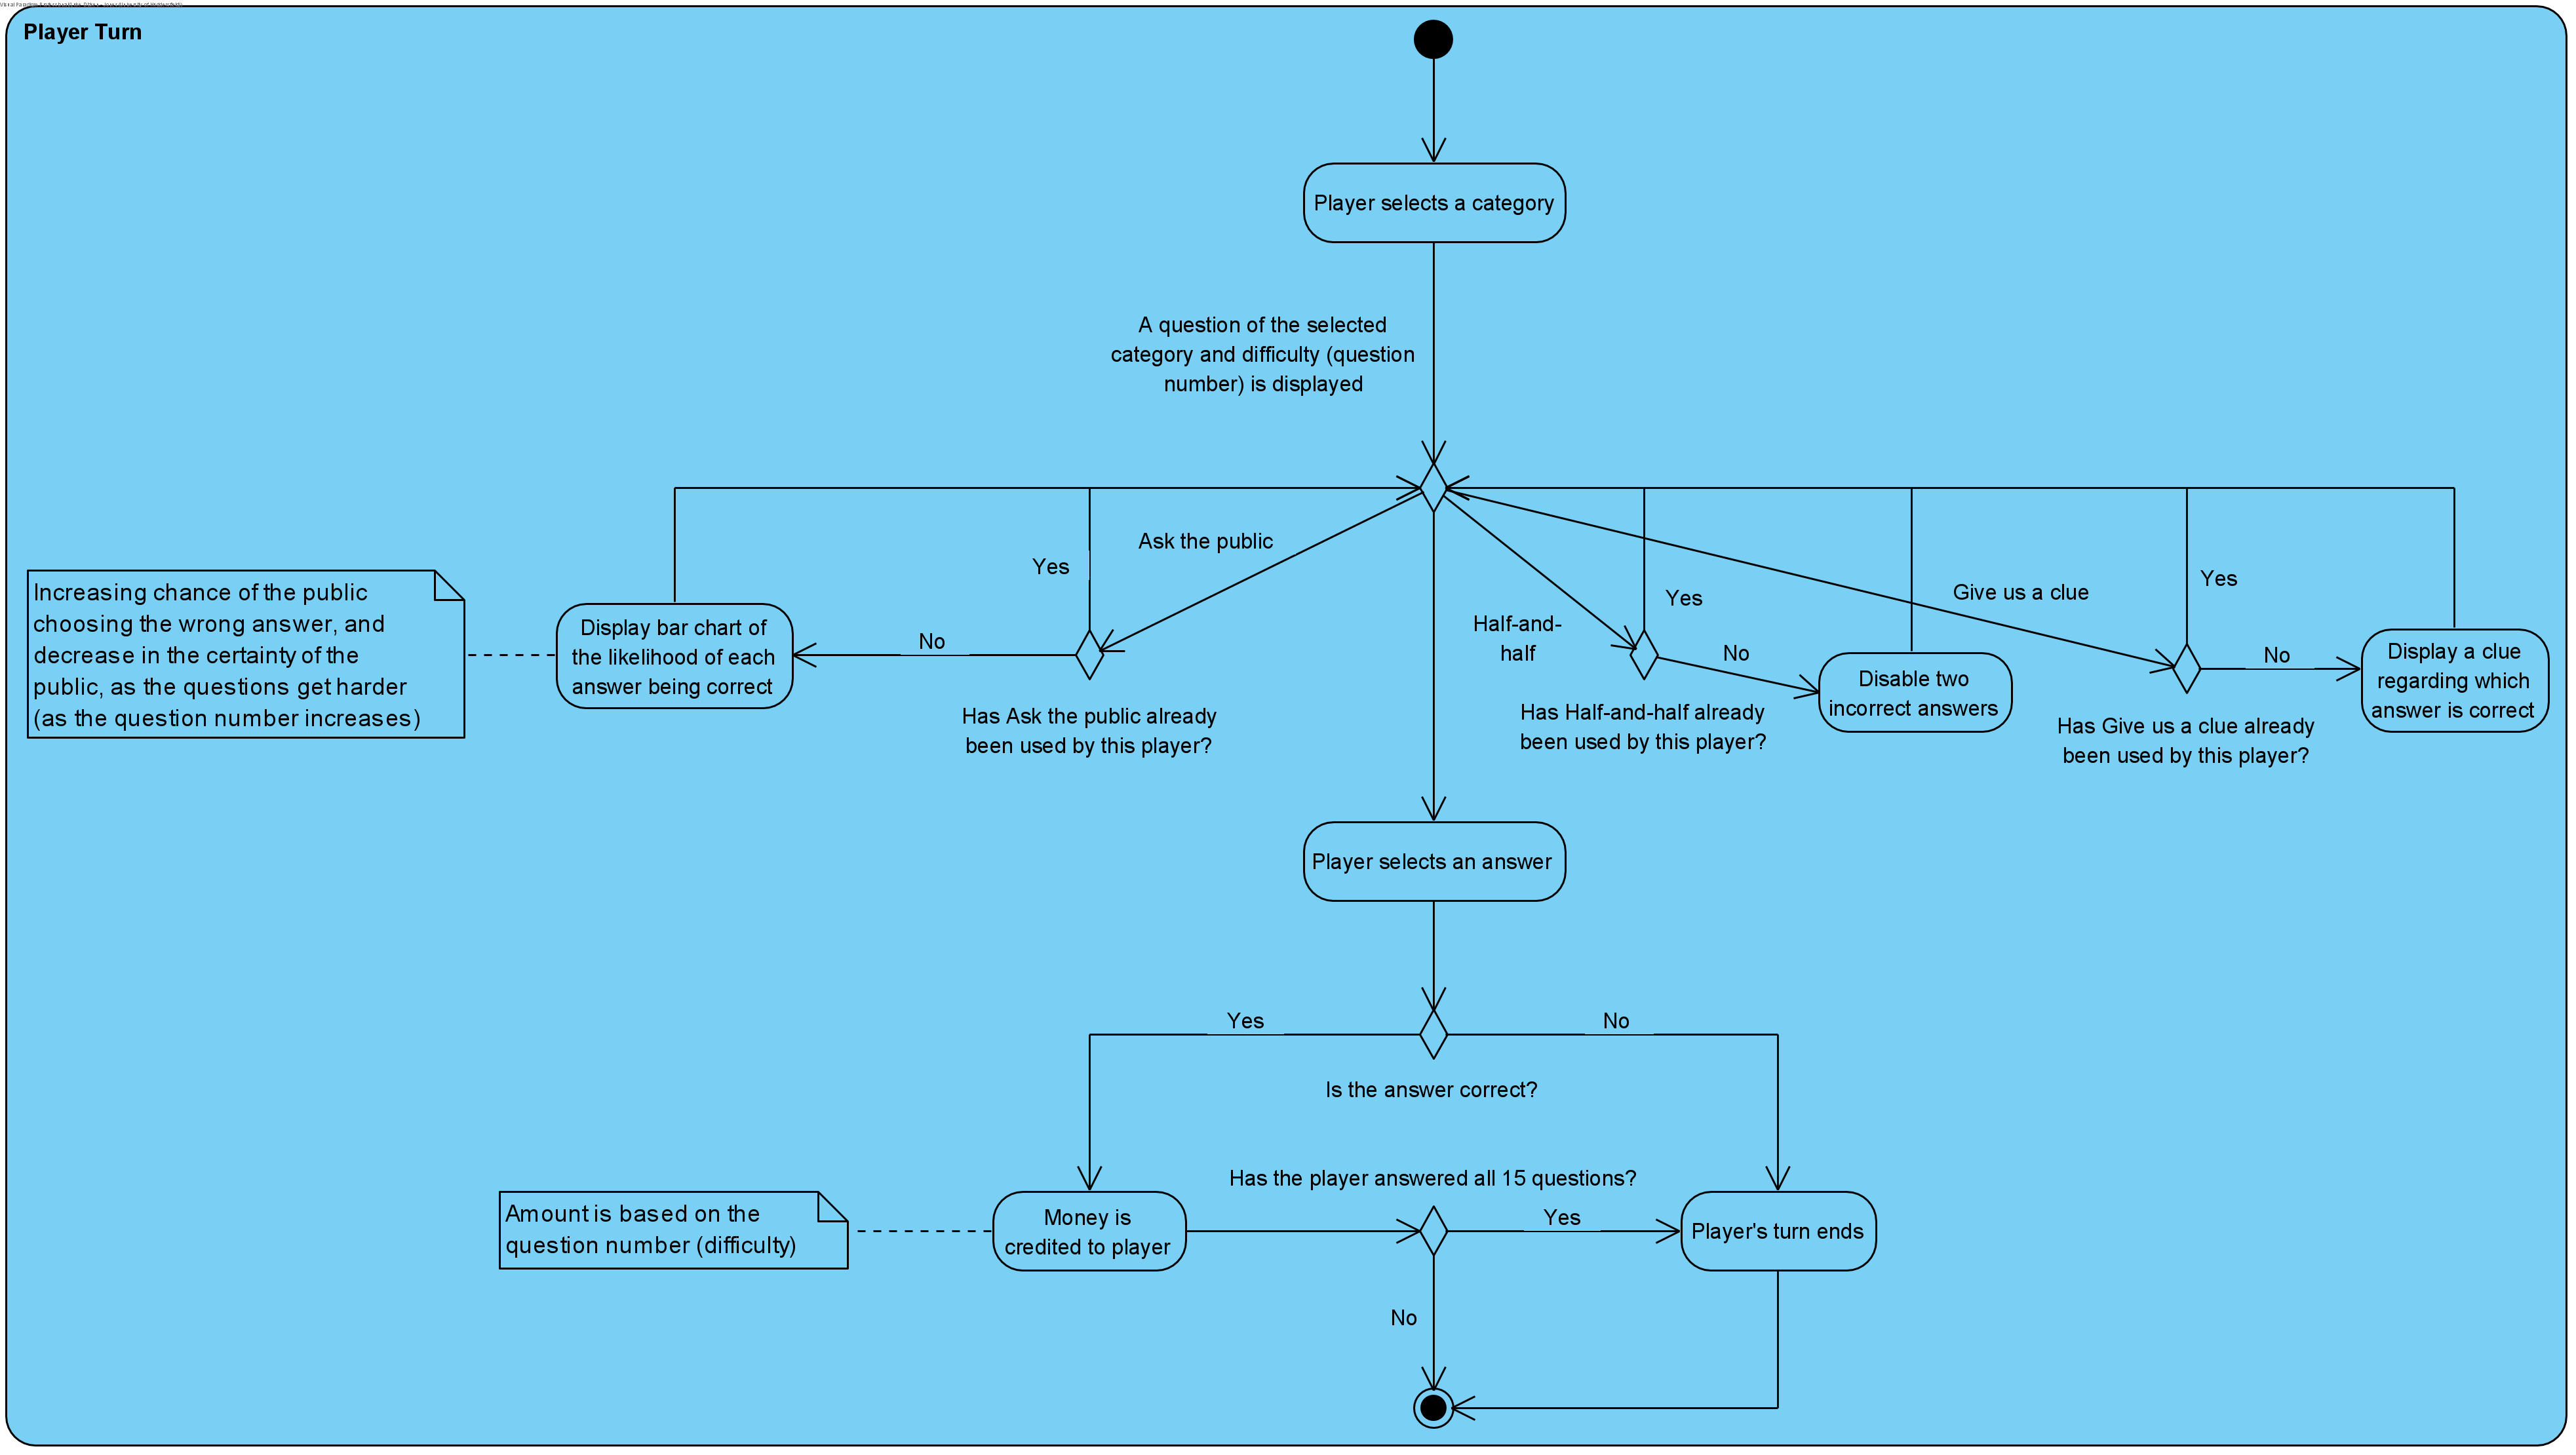 Player Turn
Player selects a category
A question of the selected
category and difficulty (question
number) is displayed
Ask the public
Yes
Increasing chance of the public
choosing the wrong answer, and
decrease in the certainty of the
public, as the questions get harder
(as the question number increases)
Display bar chart of
the likelihood of each
answer being correct
No
Has Ask the public already
been used by this player?
Half-and-
half
Yes
No
Has Half-and-half already
been used by this player?
Disable two
incorrect answers
Give us a clue
Yes
No
Has Give us a clue already
been used by this player?
Display a clue
regarding which
answer is correct
Player selects an answer
Yes
No
Is the answer correct?
Has the player answered all 15 questions?
Amount is based on the
question number (difficulty)
Money is
credited to player
Yes
Player's turn ends
No